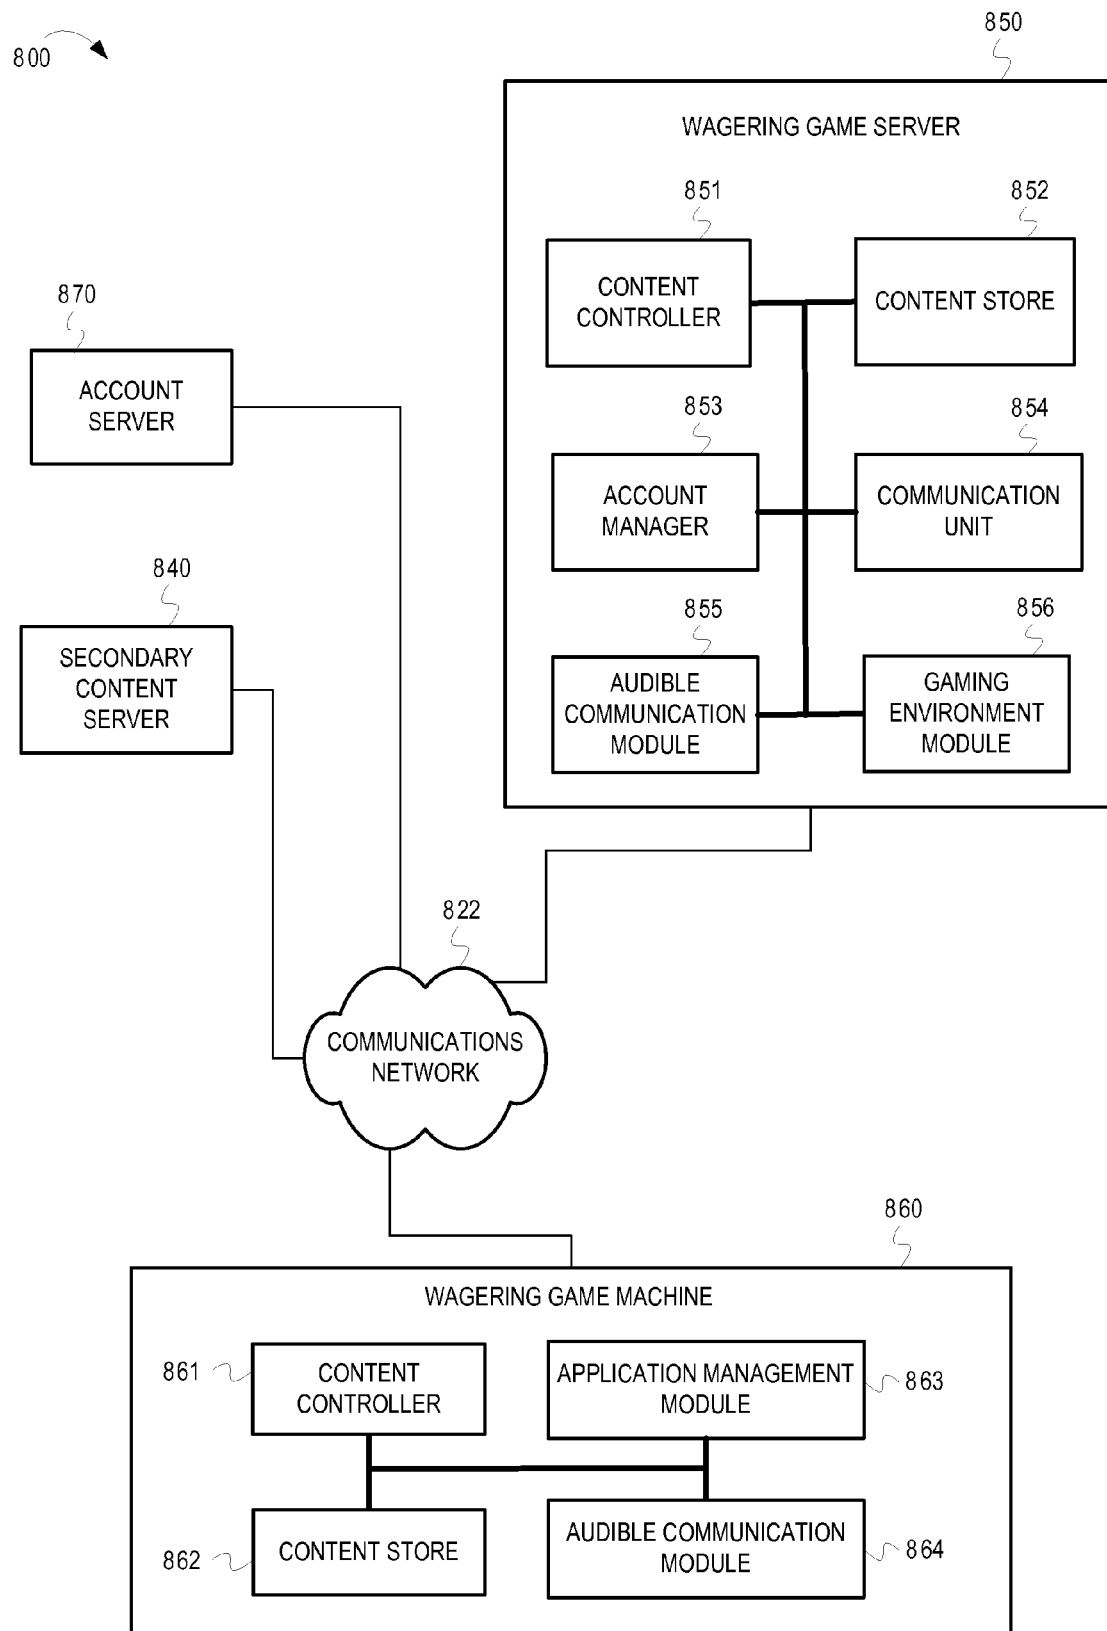 800
850
WAGERING GAME SERVER
851
852
CONTENT
CONTROLLER
CONTENT STORE
870
ACCOUNT
SERVER
853
854
ACCOUNT
MANAGER
COMMUNICATION
UNIT
840
SECONDARY
CONTENT
SERVER
855
856
AUDIBLE
COMMUNICATION
MODULE
GAMING
ENVIRONMENT
MODULE
822
COMMUNICATIONS
NETWORK
860
WAGERING GAME MACHINE
861
CONTENT
CONTROLLER
APPLICATION MANAGEMENT
MODULE
863
862
CONTENT STORE
AUDIBLE COMMUNICATION
MODULE
864